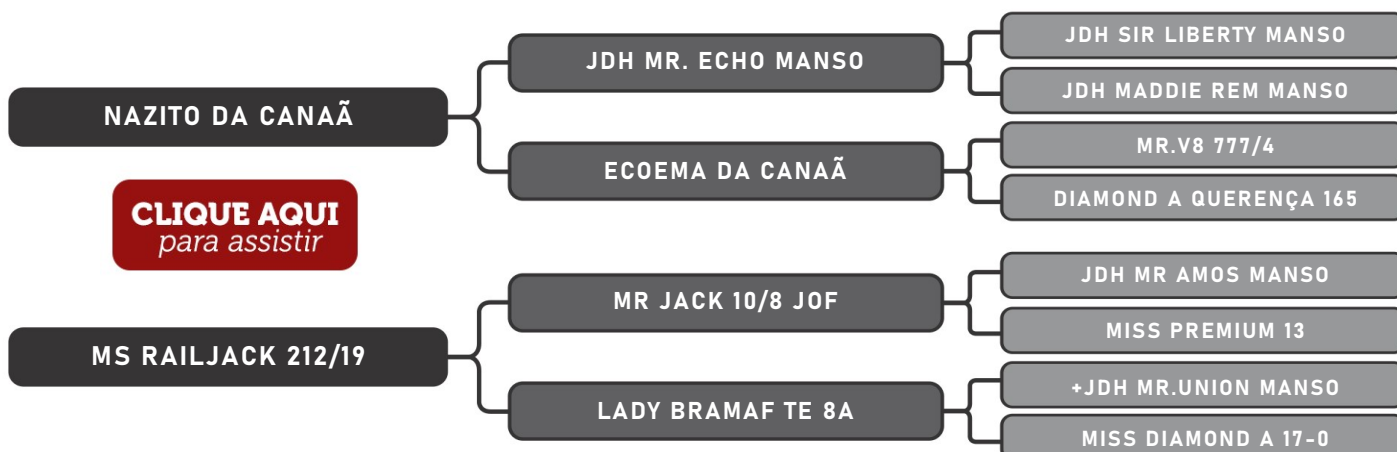 NAZITO DA CANAÃ
JDH MR. ECHO MANSO
JDH SIR LIBERTY MANSO
JDH MADDIE REM MANSO
ECOEMA DA CANAÃ
MR.V8 777/4
DIAMOND A QUERENÇA 165
CLIQUE AQUI
para assistir
MS RAILJACK 212/19
MR JACK 10/8 JOF
JDH MR AMOS MANSO
MISS PREMIUM 13
LADY BRAMAF TE 8A
+JDH MR.UNION MANSO
MISS DIAMOND A 17-0